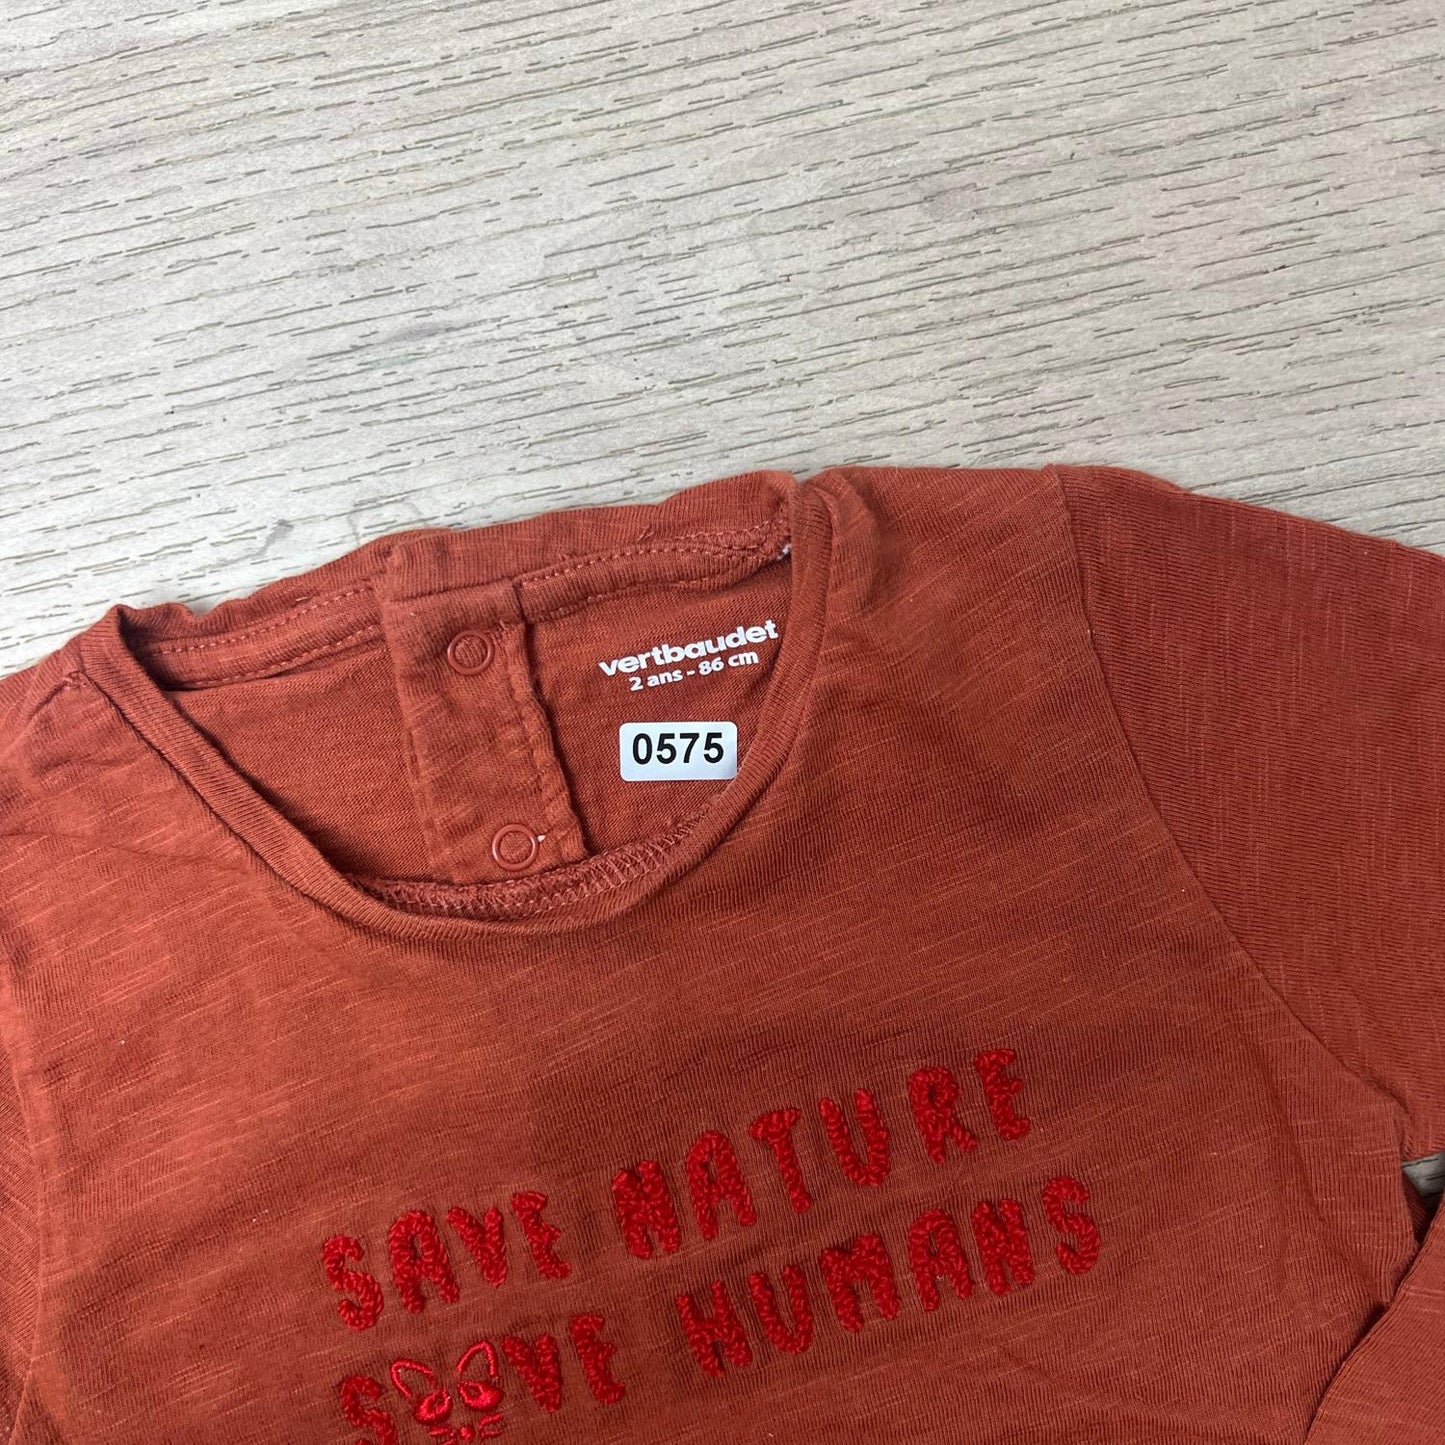 vertbaudet
2 ans - 86 cm
0575
SAVE NATURE
SAVE HUMANS